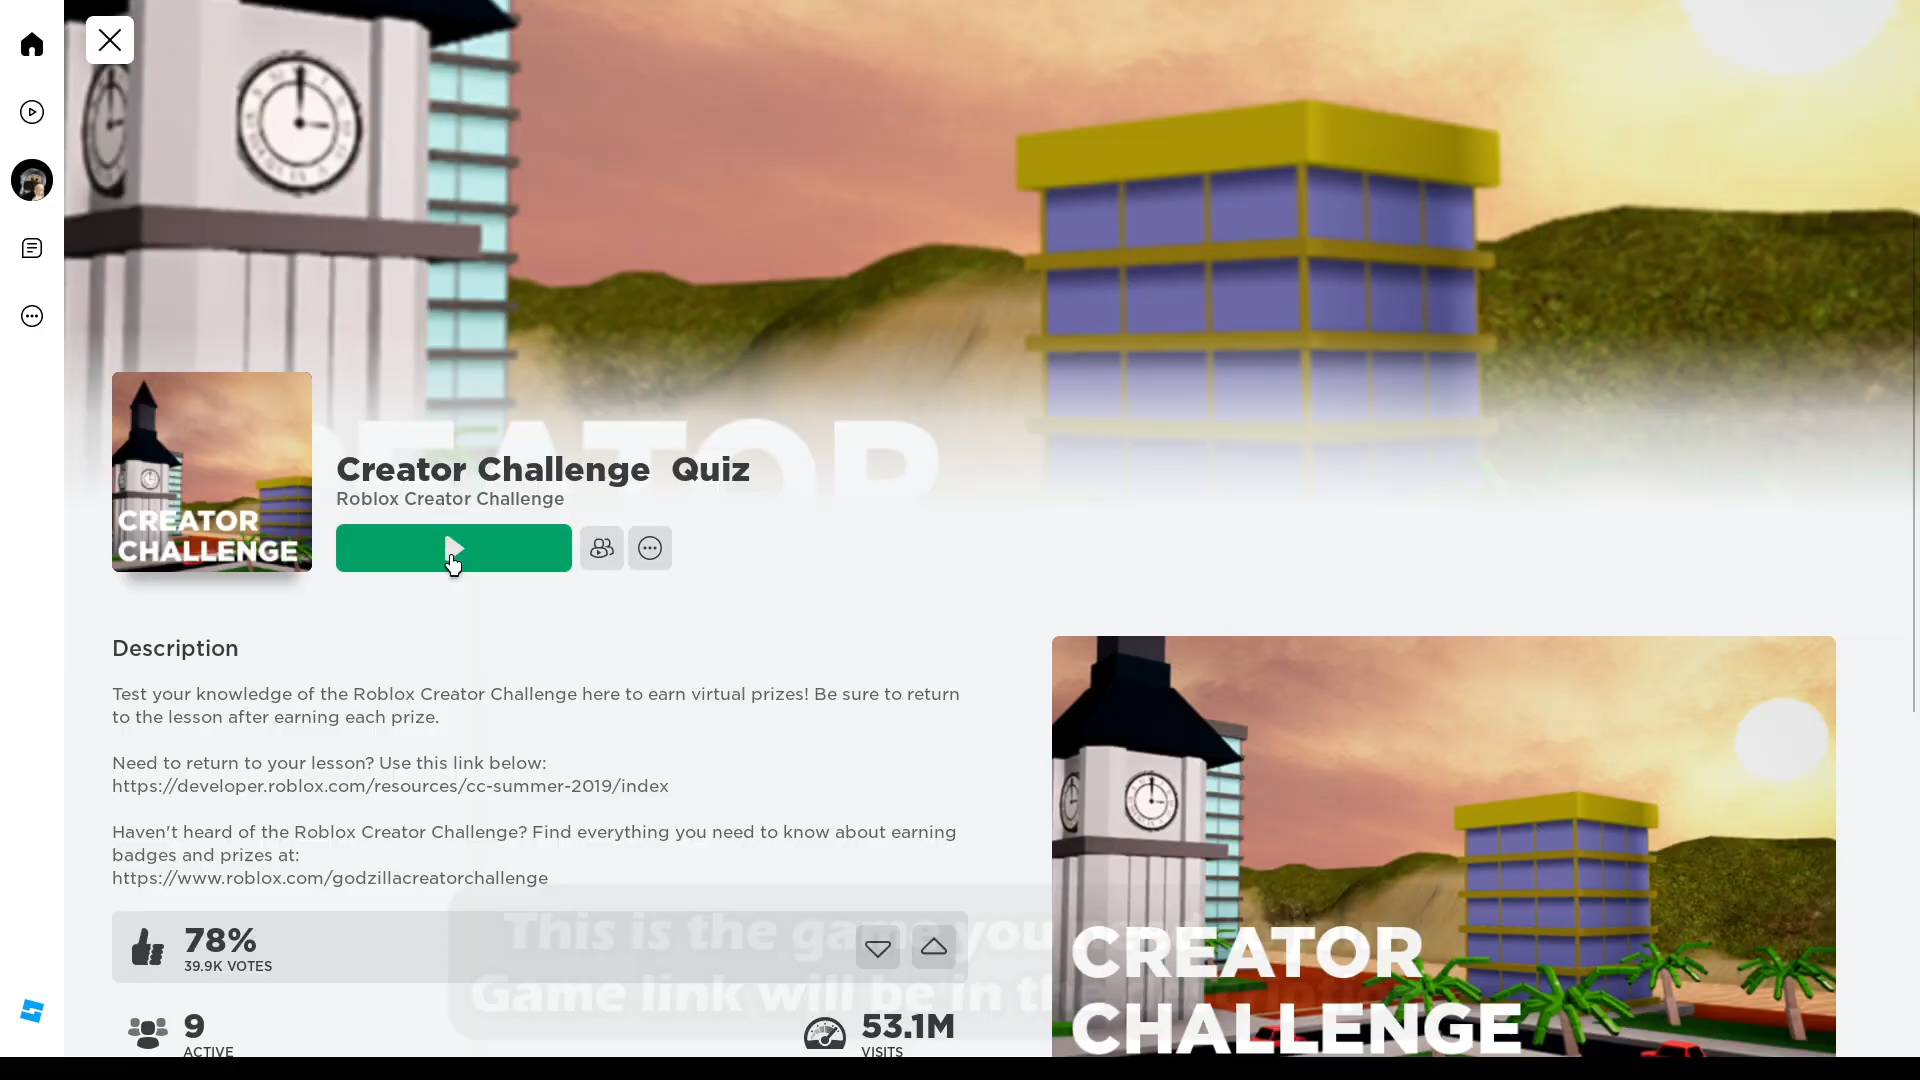 CREATOR
CREATOR
CHALLENGE
Creator Challenge  Quiz
Roblox Creator Challenge
Description
Test your knowledge of the Roblox Creator Challenge here to earn virtual prizes! Be sure to return
to the lesson after earning each prize.
Need to return to your lesson? Use this link below:
https://developer.roblox.com/resources/cc-summer-2019/index
Haven't heard of the Roblox Creator Challenge? Find everything you need to know about earning
badges and prizes at:
https://www.roblox.com/godzillacreatorchallenge
78%
39.9K VOTES
9
ACTIVE
53.1M
VISITS
This is the game you
Game link will be in
CREATOR
CHALLENGE